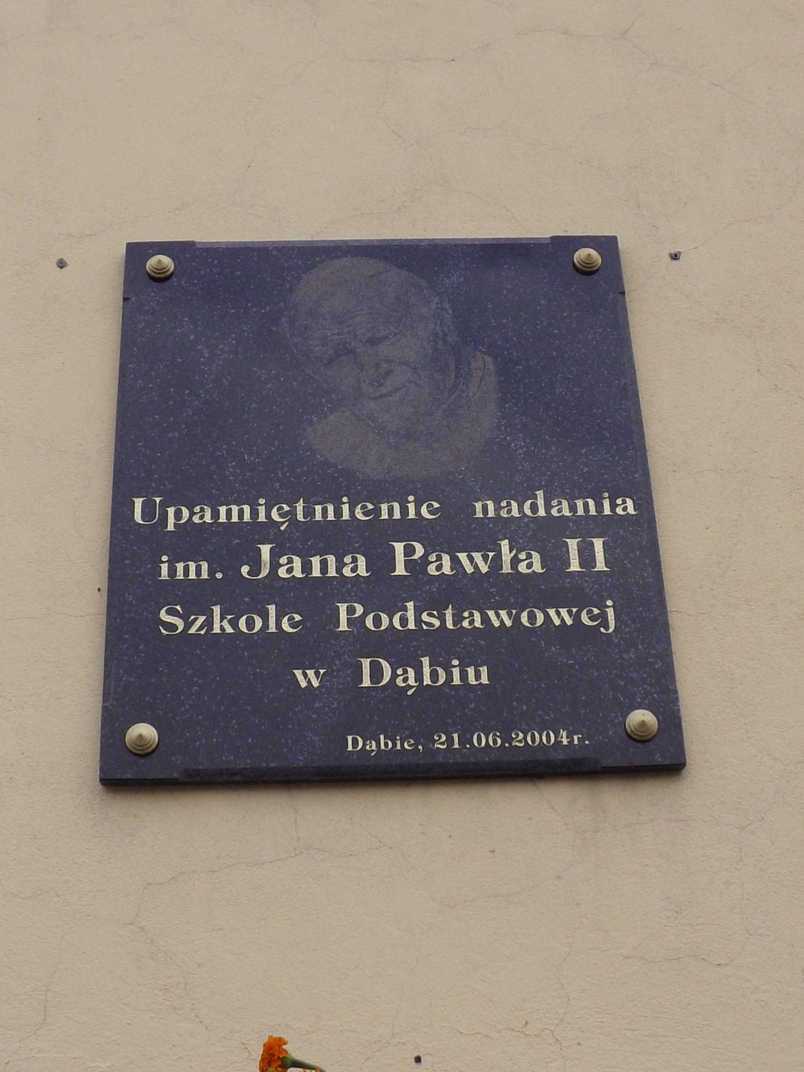 Upamiętnienie nadania
im. Jana Pawła II
Szkole Podstawowej
w Dąbiu
Dąbie, 21.06.2004r.